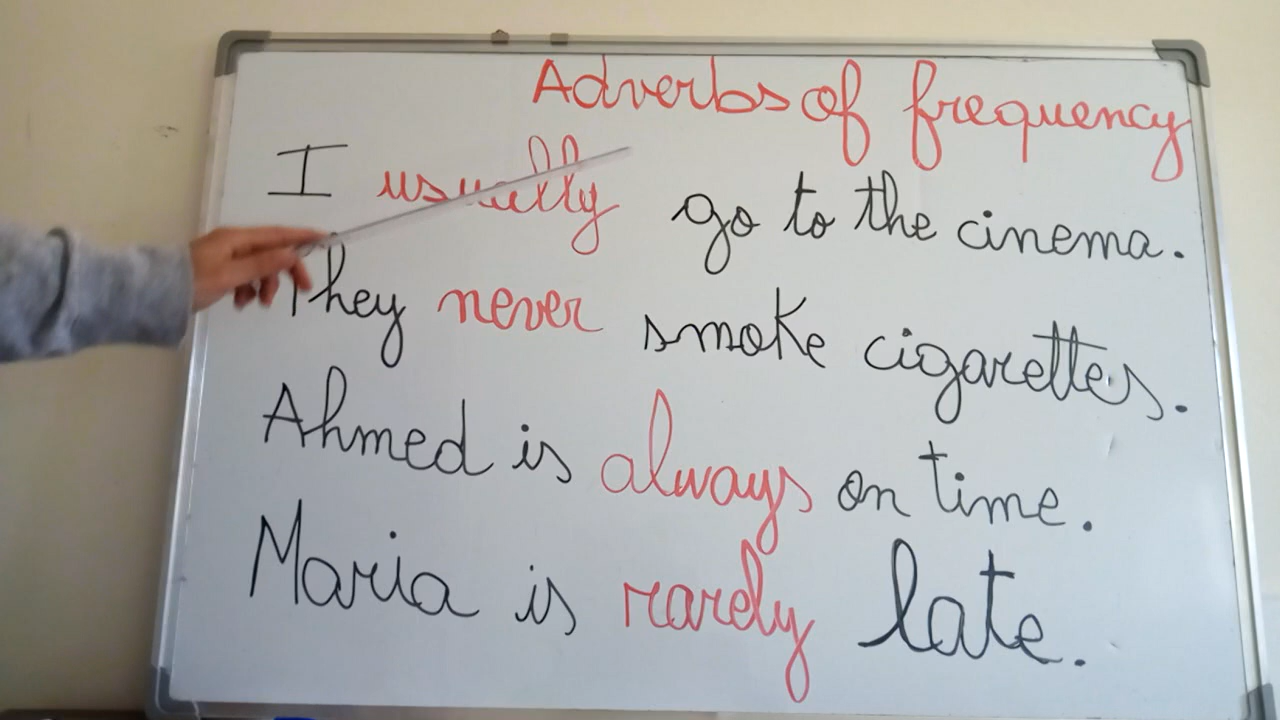 Adverbs of frequency
I usually go to the cinema.
They never smoke cigarettes.
Ahmed is always on time.
Maria is rarely late.